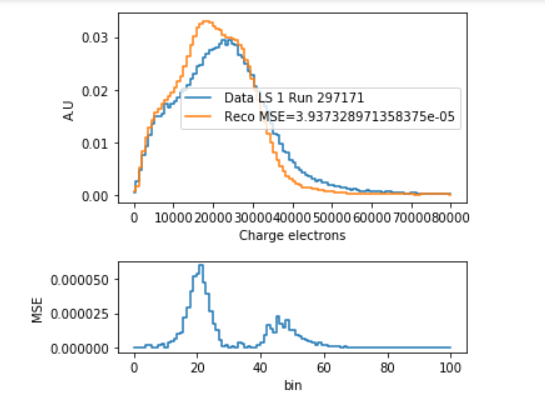 0.03
0.02
0.01
0.00
A.U
Data LS 1 Run 297171
Reco MSE=3.937328971358375e-05
0 10000 20000 30000 40000 50000 60000 70000 80000
Charge electrons
0.000050
0.000025
0.000000
MSE
0 20 40 60 80 100
bin